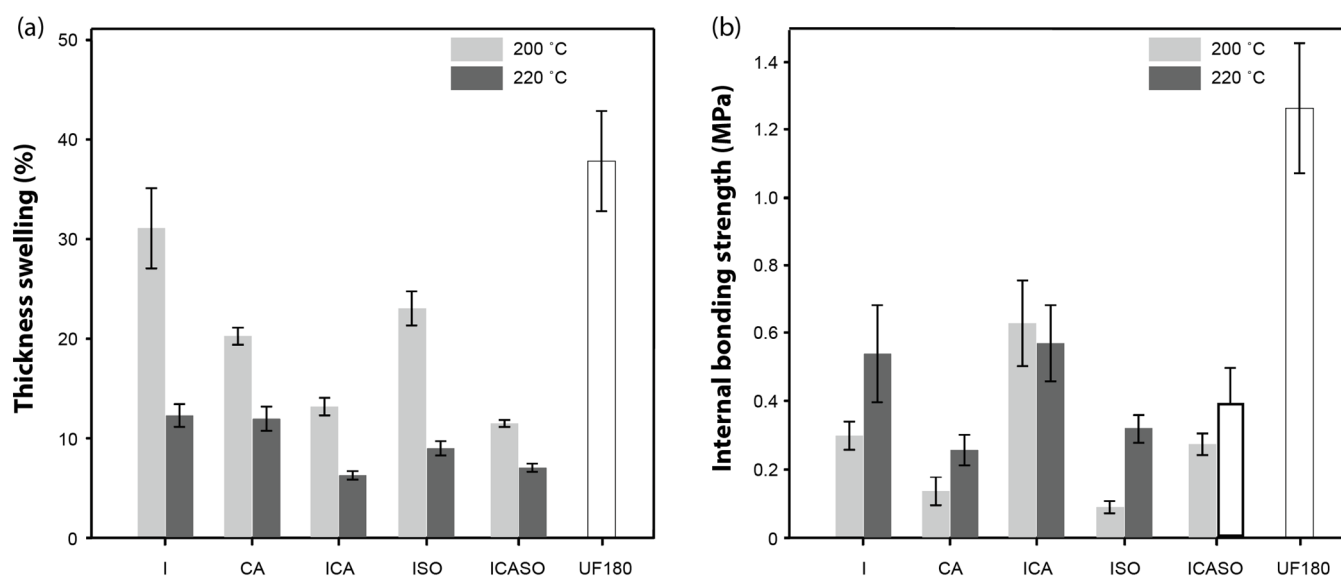 (a)
Thickness swelling (%)
50
40
30
20
10
0
200 °C
220 °C
I CA ICA ISO ICASO UF180
(b)
Internal bonding strength (MPa)
1.4
1.2
1.0
0.8
0.6
0.4
0.2
0
200 °C
220 °C
I CA ICA ISO ICASO UF180